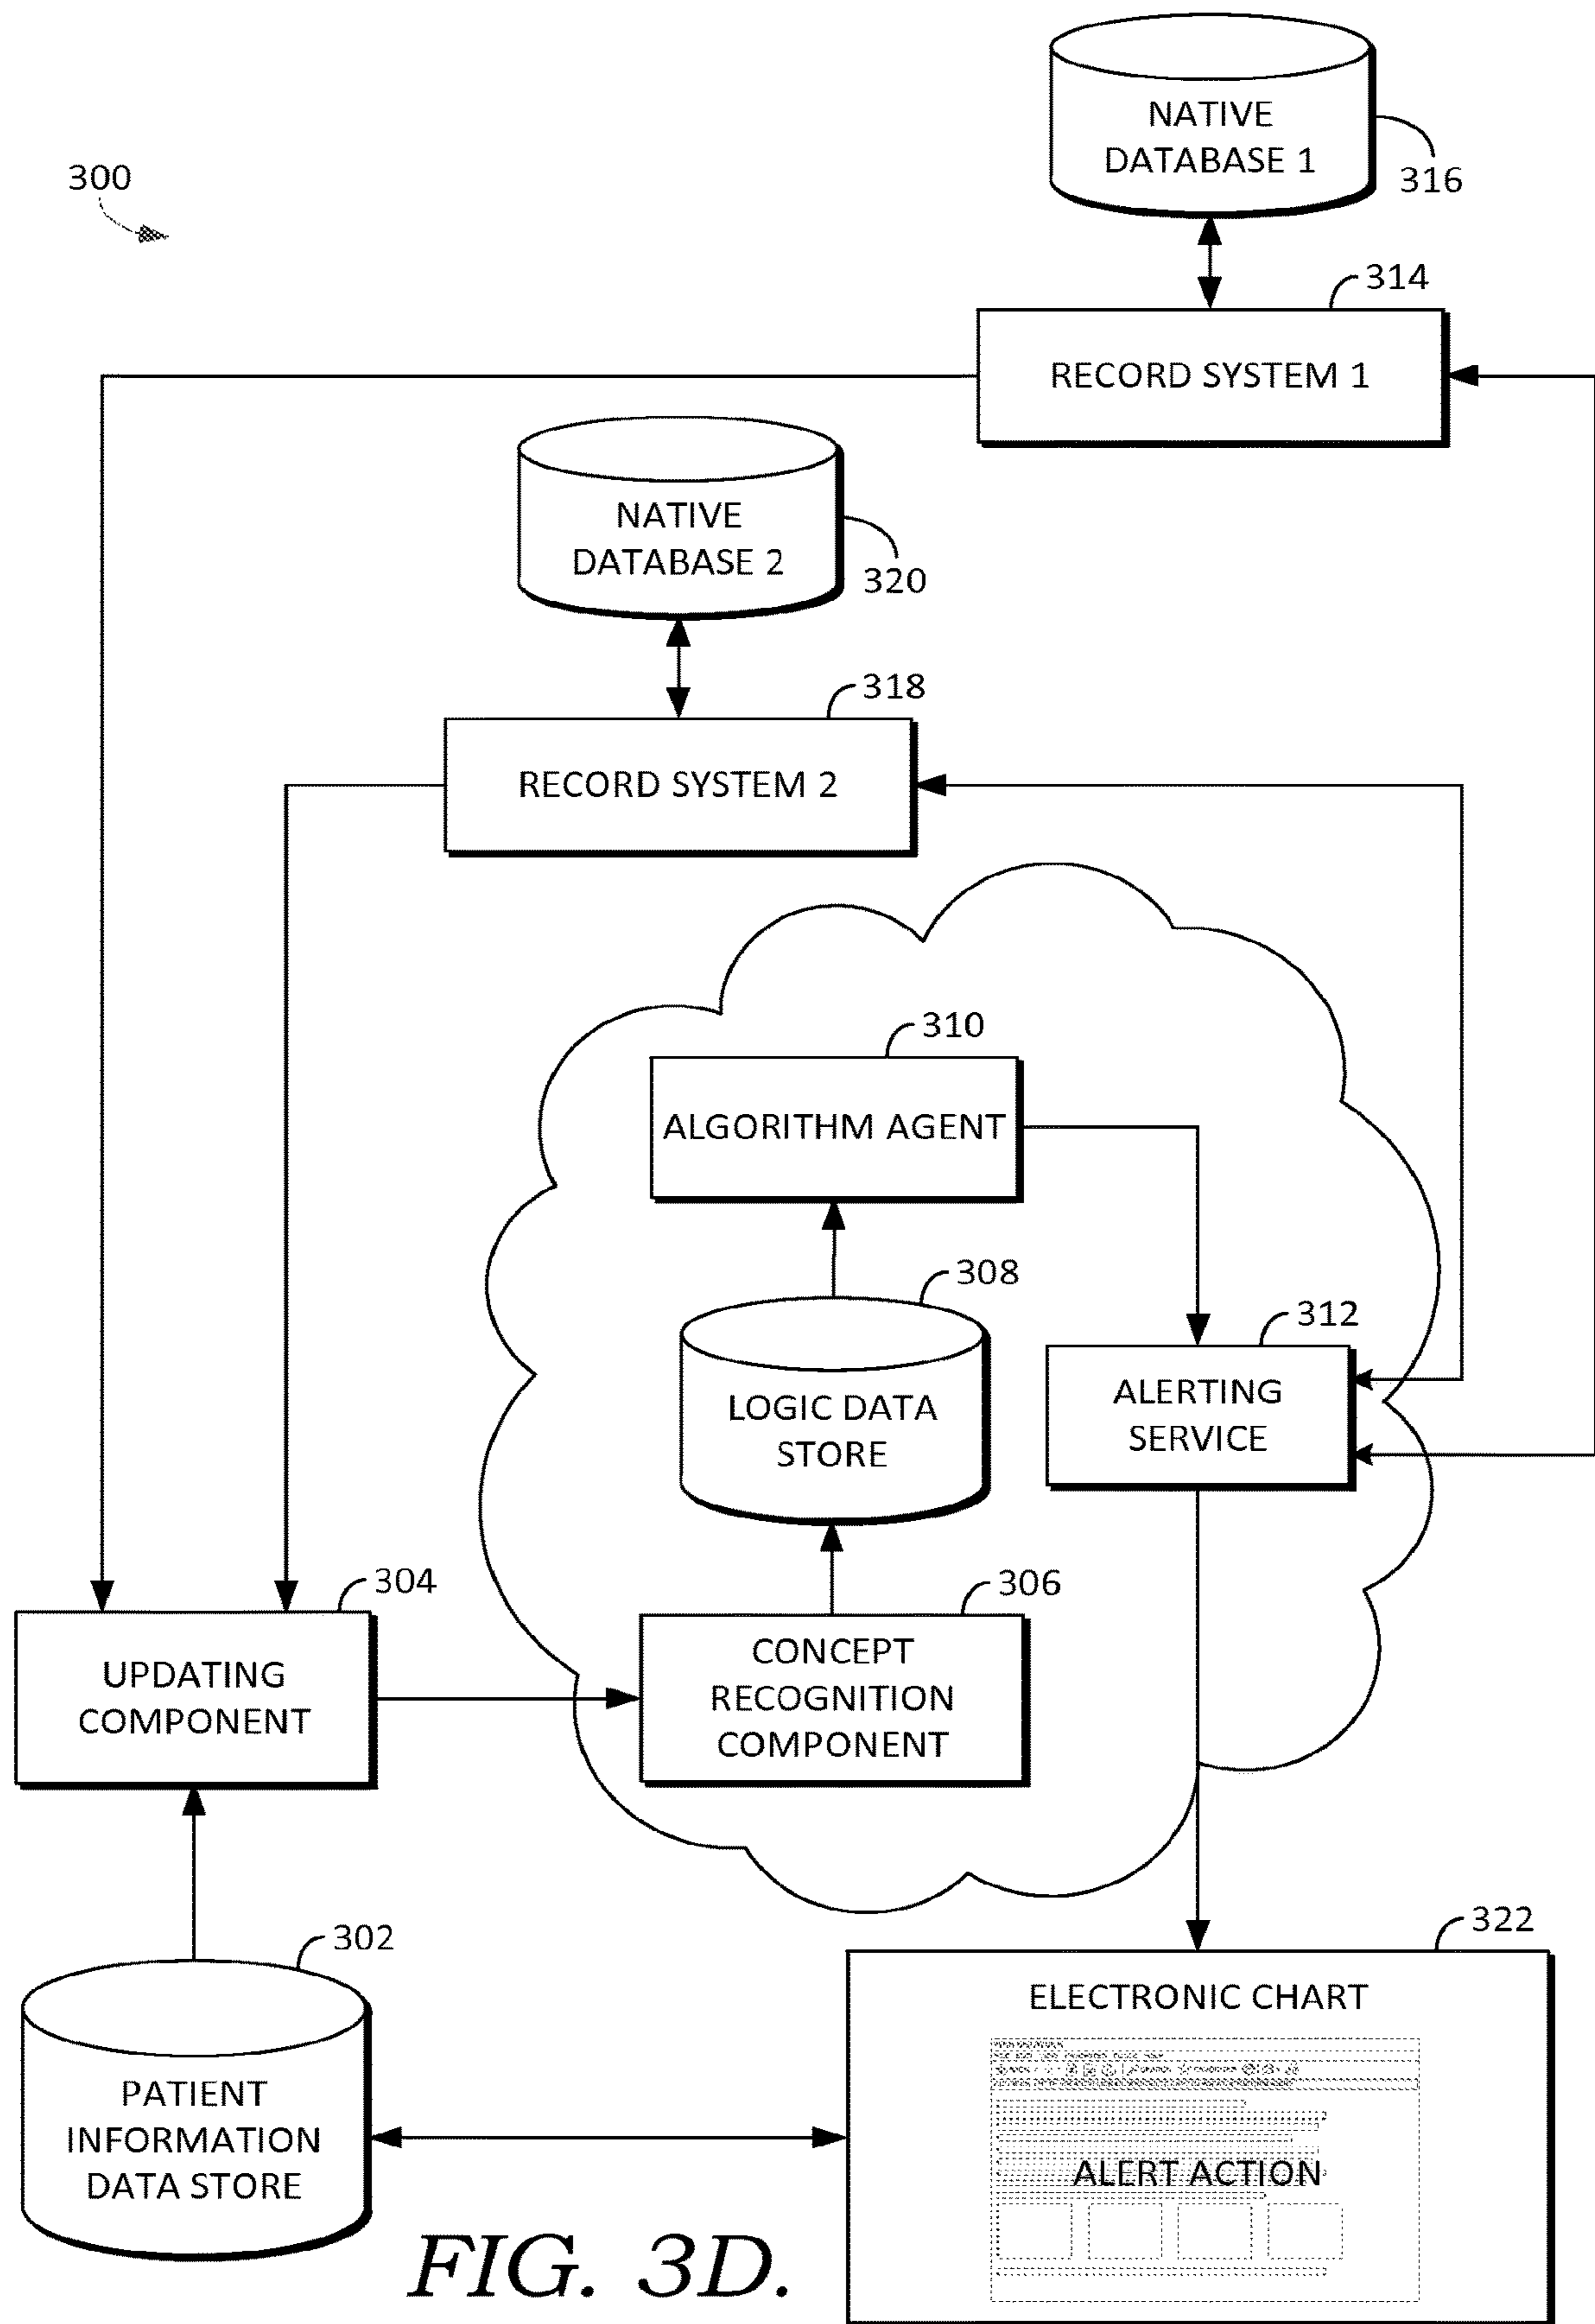 NATIVE
DATABASE 1
316
300
314
RECORD SYSTEM 1
NATIVE
DATABASE 2
320
318
RECORD SYSTEM 2
310
ALGORITHM AGENT
308
LOGIC DATA
STORE
312
ALERTING
SERVICE
304
UPDATING
COMPONENT
306
CONCEPT
RECOGNITION
COMPONENT
302
PATIENT
INFORMATION
DATA STORE
322
ELECTRONIC CHART
ALERT ACTION
FIG. 3D.